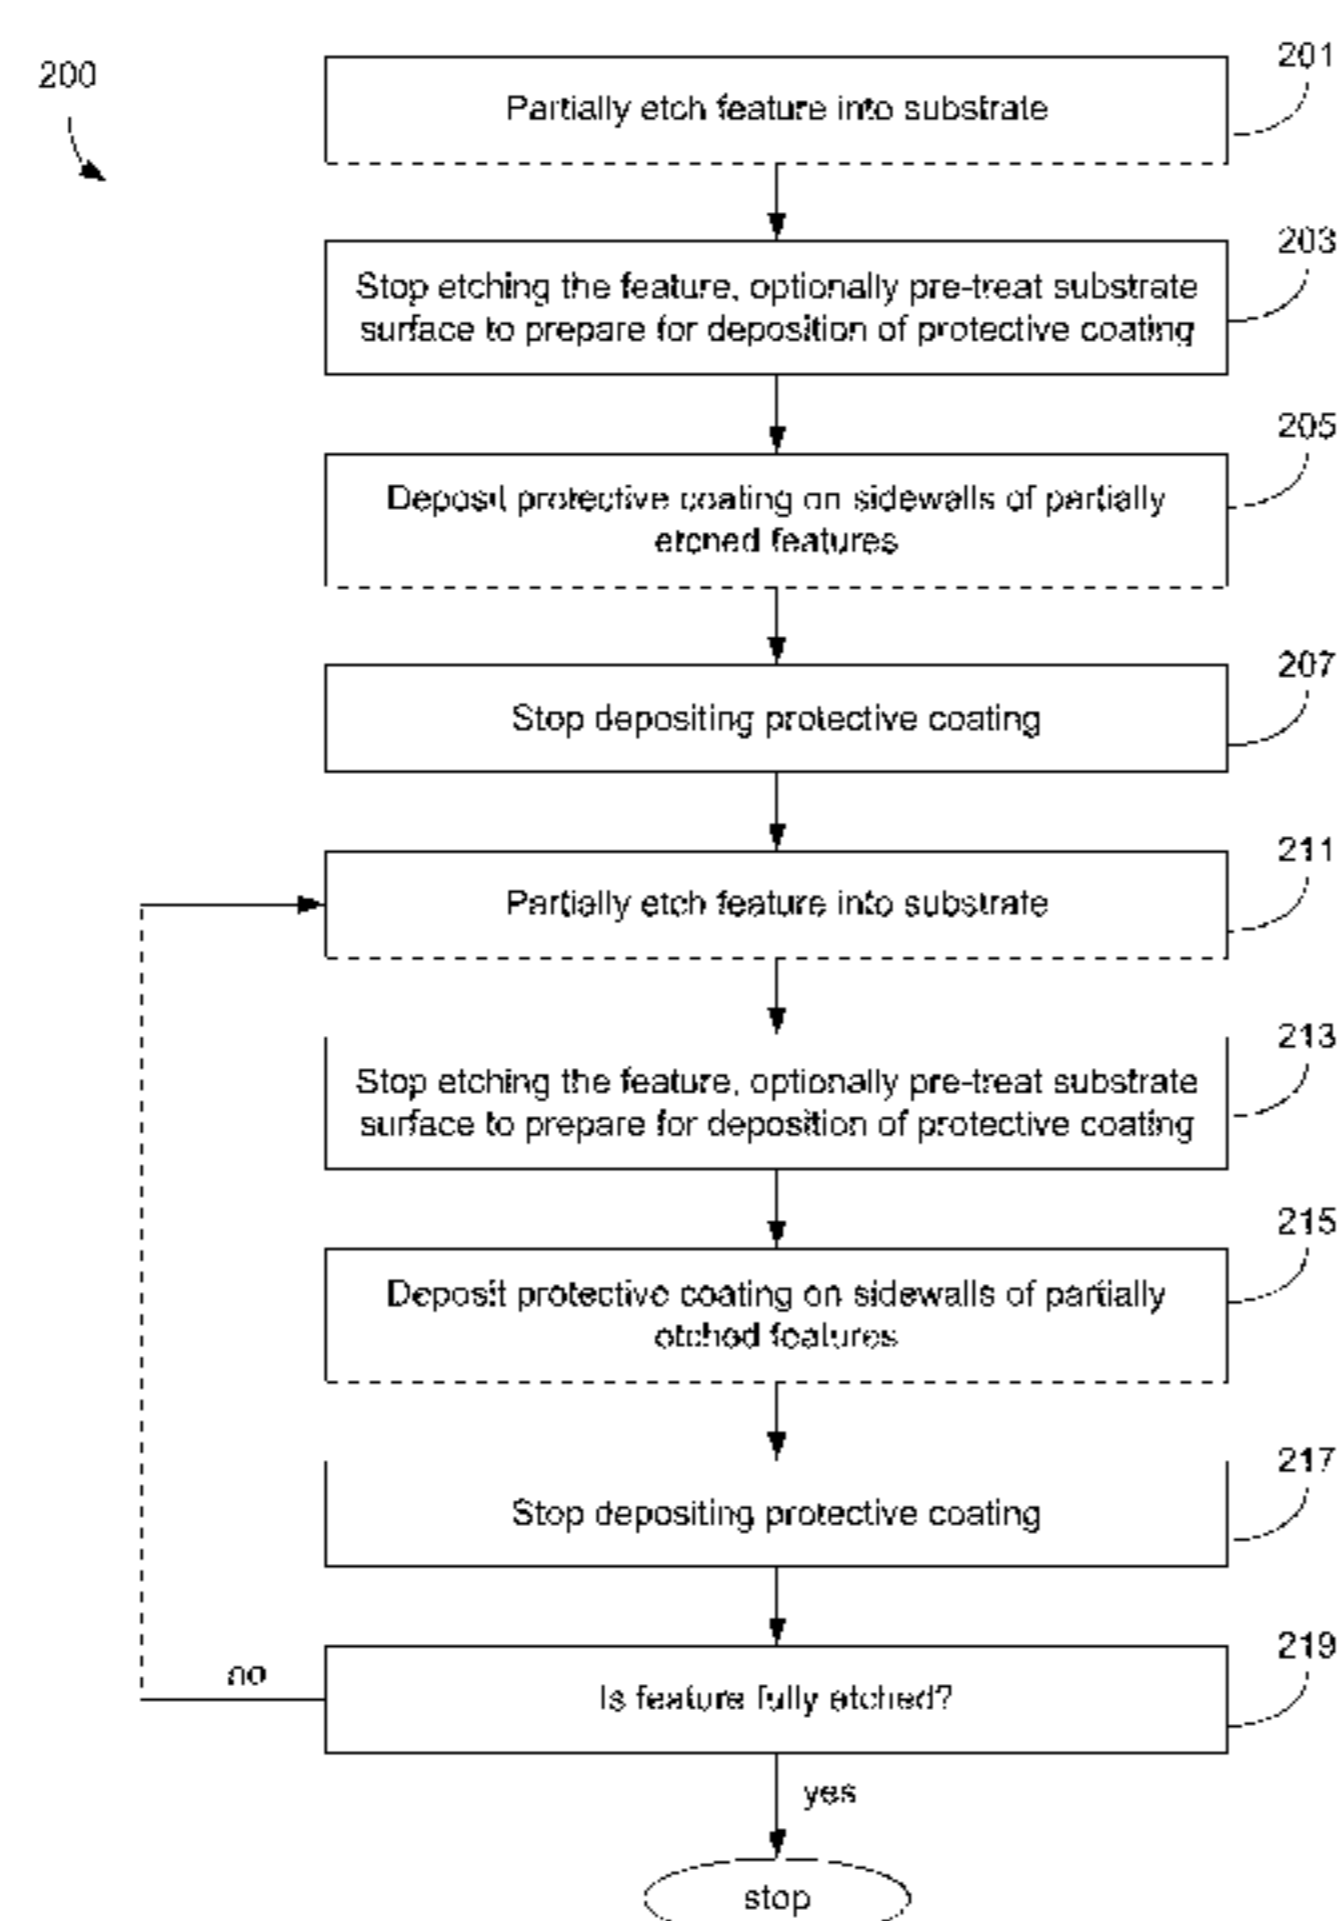 200
201
Partially etch feature into substrate
203
Stop etching the feature, optionally pre-treat substrate
surface to prepare for deposition of protective coating
205
Deposit protective coating on sidewalls of partially
etched features
207
Stop depositing protective coating
211
Partially etch feature into substrate
213
Stop etching the feature, optionally pre-treat substrate
surface to prepare for deposition of protective coating
215
Deposit protective coating on sidewalls of partially
etched features
217
Stop depositing protective coating
219
no
Is feature fully etched?
yes
stop